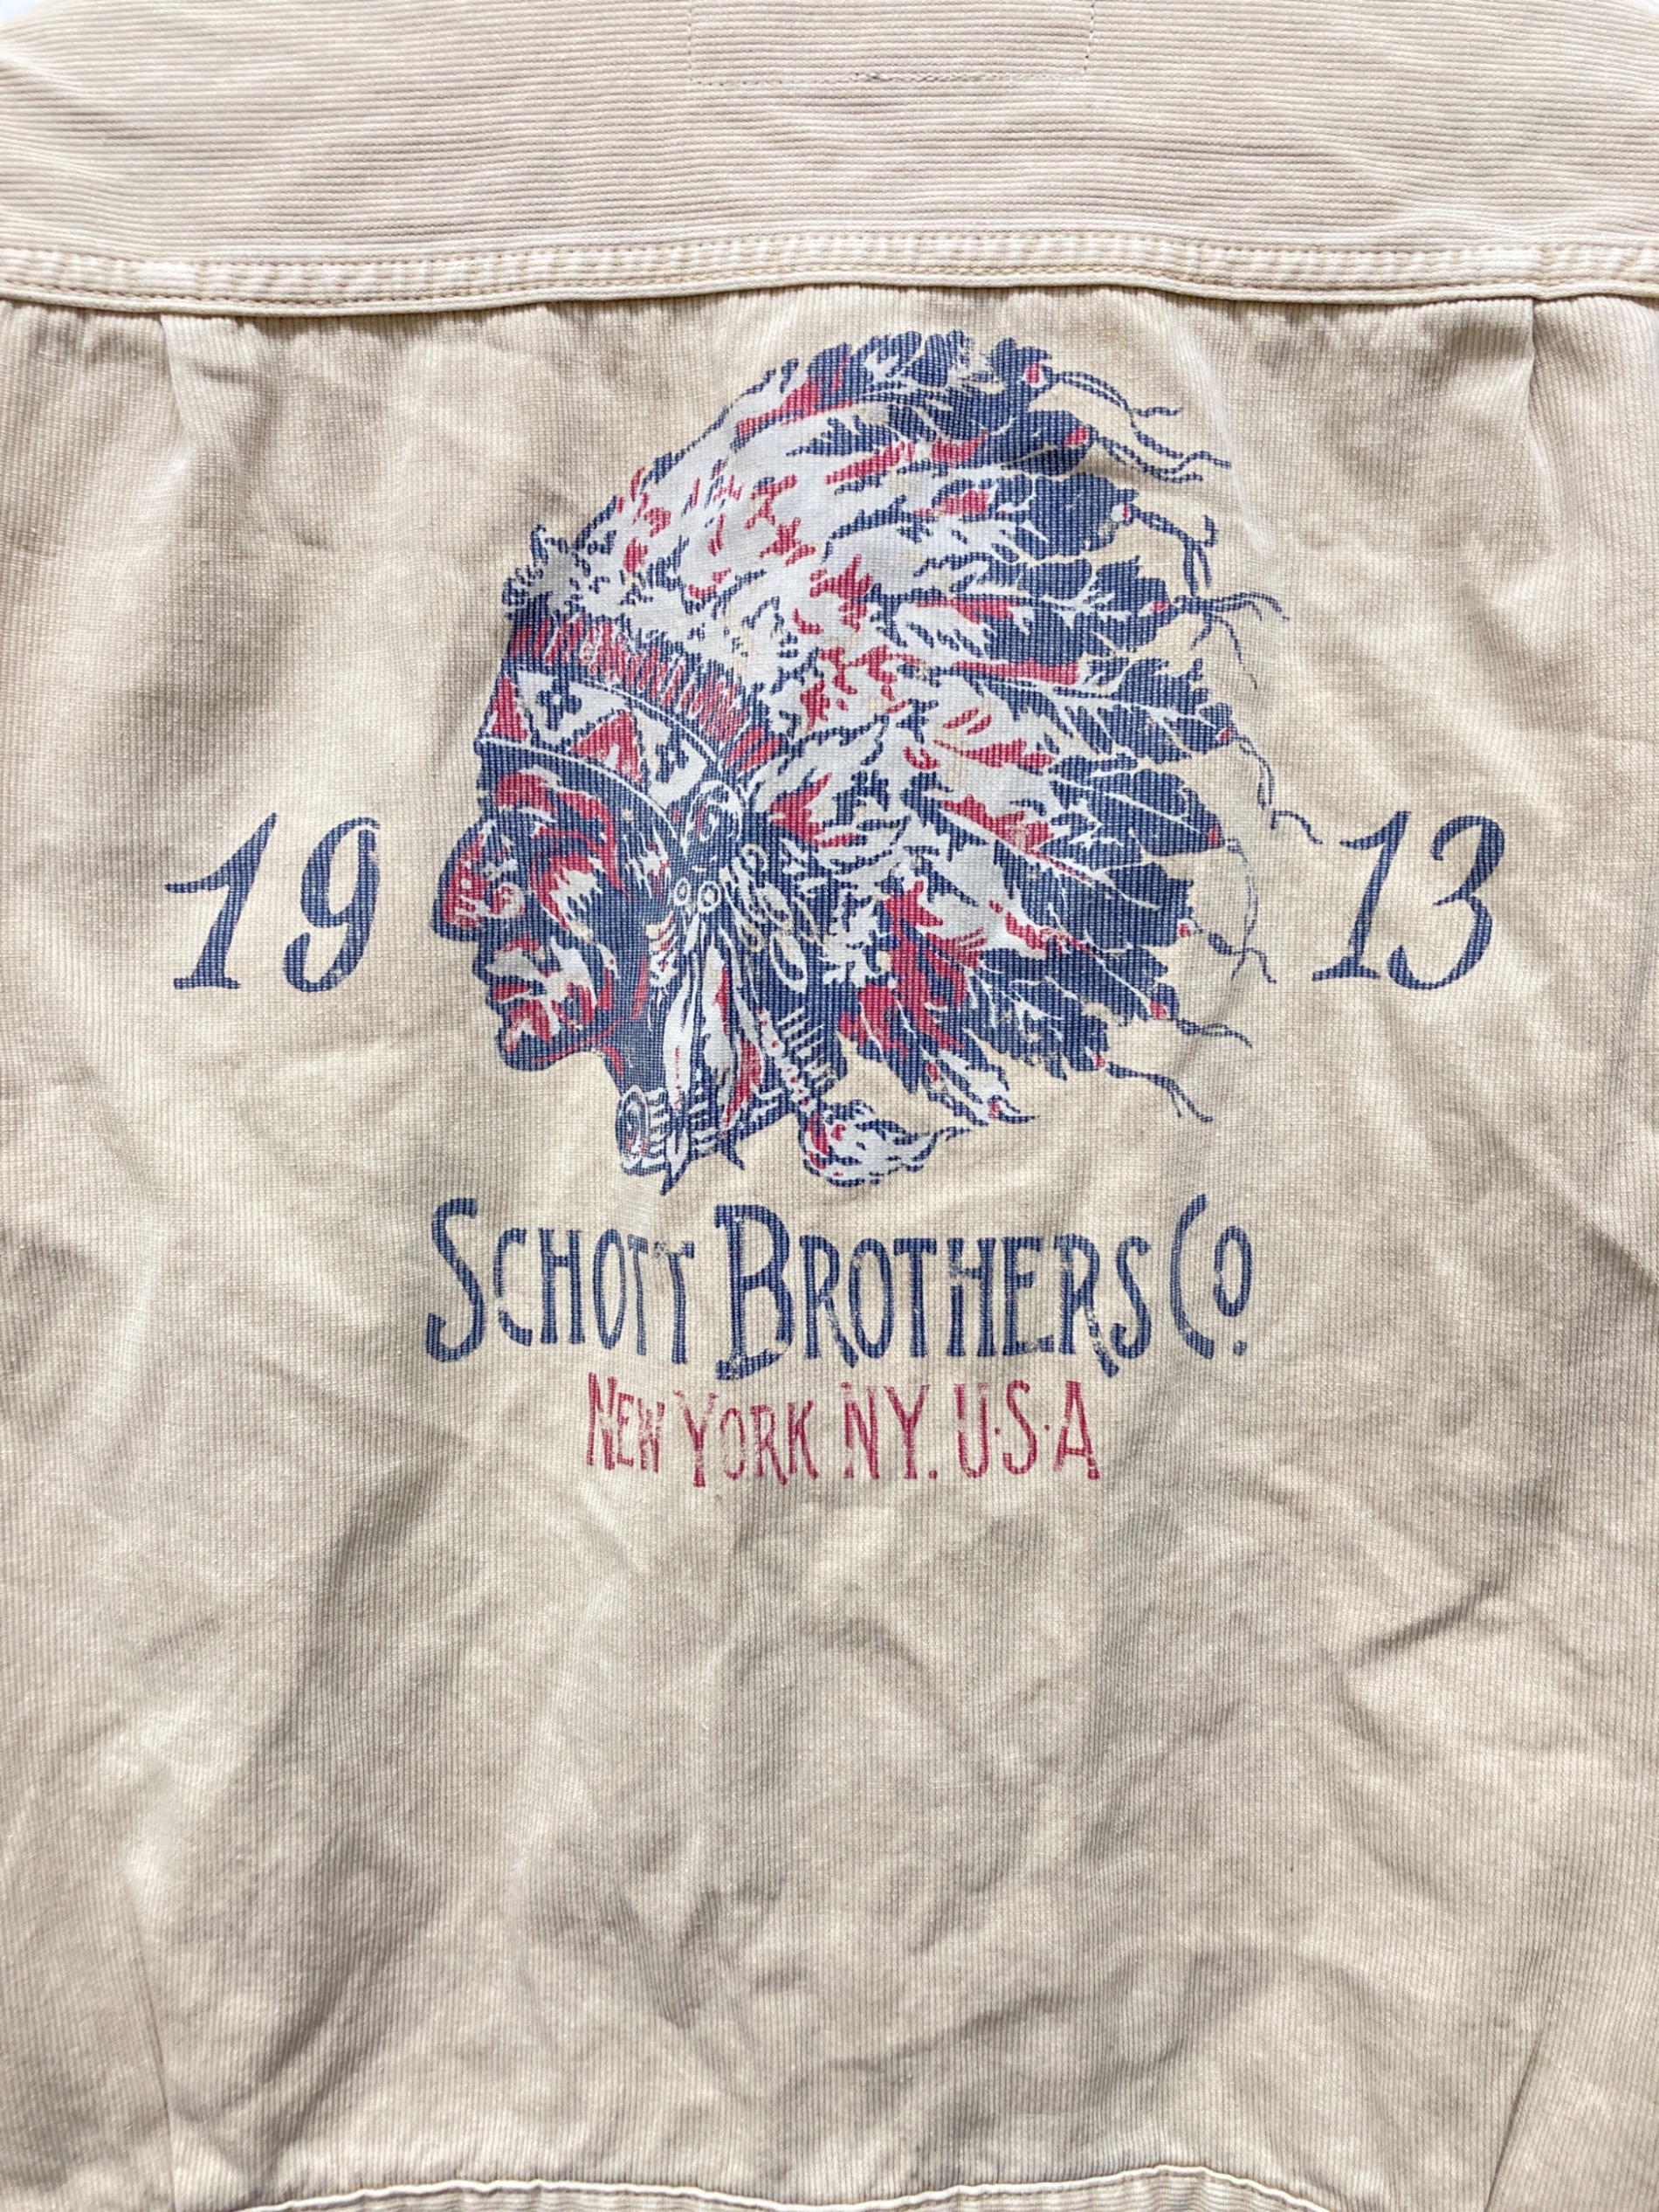 19 13
SCHOTT BROTHERS CO.
NEW YORK NY. U·S·A